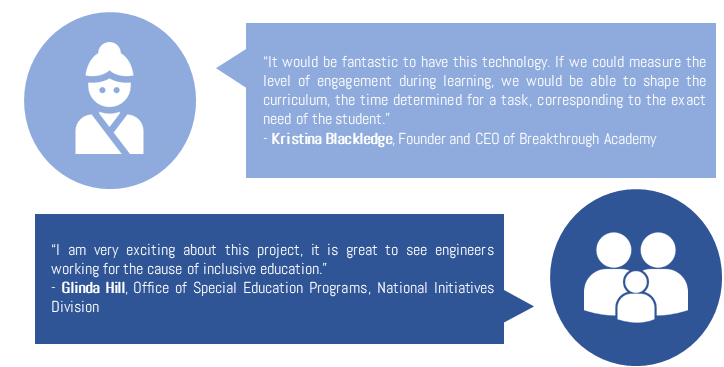 “It would be fantastic to have this technology. If we could measure the
level of engagement during learning, we would be able to shape the
curriculum, the time determined for a task, corresponding to the exact
need of the student.”
- Kristina Blackledge, Founder and CEO of Breakthrough Academy
“I am very exciting about this project, it is great to see engineers
working for the cause of inclusive education.”
- Glinda Hill, Office of Special Education Programs, National Initiatives
Division